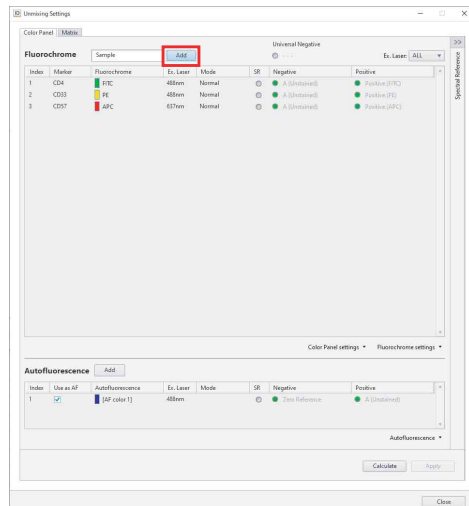 Unmixing Settings
Color Panel Matrix
Fluorochrome Sample Add Universal Negative Ex. Laser: ALL
>>
Spectral Reference
Index Marker Fluorochrome Ex. Laser Mode SR Negative Positive
1 CD4 FITC 488nm Normal A (Unstained) Positive (FITC)
2 CD33 PE 488nm Normal A (Unstained) Positive (PE)
3 CD57 APC 637nm Normal A (Unstained) Positive (APC)
Color Panel settings Fluorochrome settings
Autofluorescence Add
Index Use as AF Autofluorescence Ex. Laser Mode SR Negative Positive
1 [AF color 1] 488nm Zero Reference A (Unstained)
Autofluorescence
Calculate Apply
Close